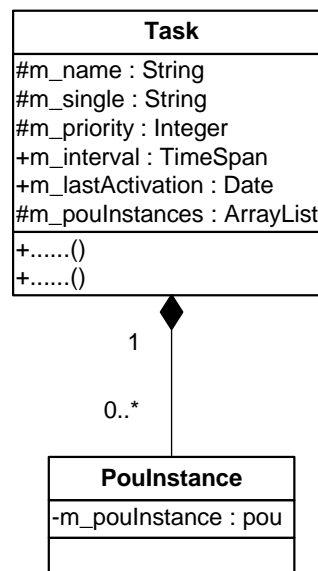 Task
#m_name : String
#m_single : String
#m_priority : Integer
+m_interval : TimeSpan
+m_lastActivation : Date
#m_pouInstances : ArrayList
+......()
+......()
1
0..*
PouInstance
-m_pouInstance : pou